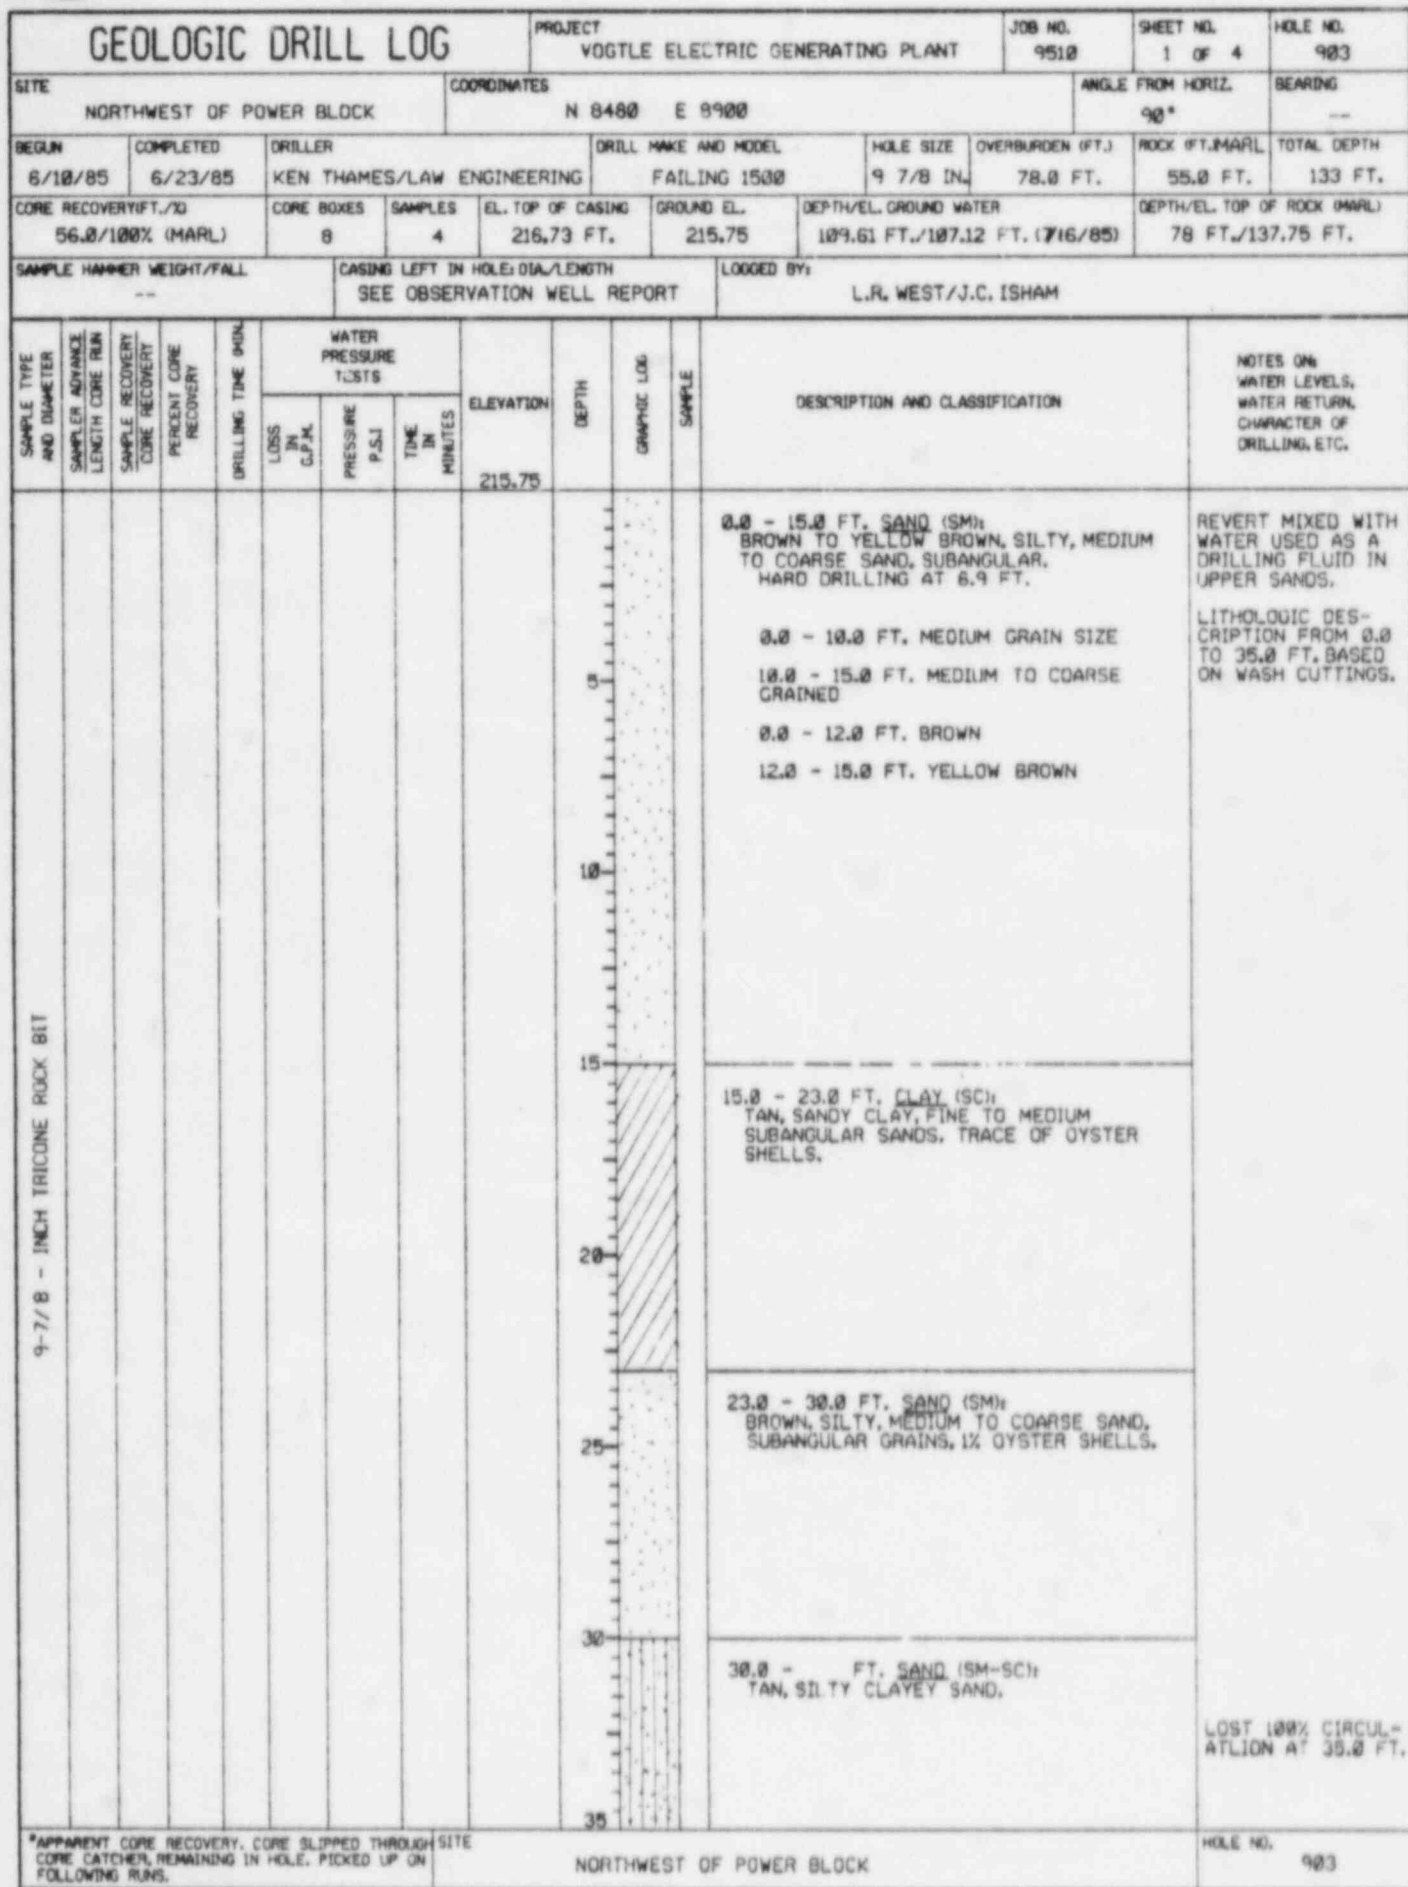 GEOLOGIC DRILL LOG
PROJECT
VOGTLE ELECTRIC GENERATING PLANT
JOB NO.
9510
SHEET NO.
1 OF 4
HOLE NO.
903
SITE
NORTHWEST OF POWER BLOCK
COORDINATES
N 8480 E 8900
ANGLE FROM HORIZ.
90°
BEARING
--
BEGUN
6/10/85
COMPLETED
6/23/85
DRILLER
KEN THAMES/LAW ENGINEERING
DRILL MAKE AND MODEL
FAILING 1500
HOLE SIZE
9 7/8 IN.
OVERBURDEN (FT.)
78.0 FT.
ROCK (FT.)MARL
55.0 FT.
TOTAL DEPTH
133 FT.
CORE RECOVERY(FT./%)
56.0/100% (MARL)
CORE BOXES
8
SAMPLES
4
EL. TOP OF CASING
216.73 FT.
GROUND EL.
215.75
DEPTH/EL. GROUND WATER
109.61 FT./107.12 FT. (7/16/85)
DEPTH/EL. TOP OF ROCK (MARL)
78 FT./137.75 FT.
SAMPLE HAMMER WEIGHT/FALL
--
CASING LEFT IN HOLE: DIA./LENGTH
SEE OBSERVATION WELL REPORT
LOGGED BY:
L.R. WEST/J.C. ISHAM
SAMPLE TYPE
AND DIAMETER
SAMPLER ADVANCE
LENGTH CORE RUN
SAMPLE RECOVERY
CORE RECOVERY
PERCENT CORE
RECOVERY
DRILLING TIME (MIN.
WATER
PRESSURE
TESTS
LOSS
IN
G.P.M.
PRESSURE
P.S.I
TIME
IN
MINUTES
ELEVATION
215.75
DEPTH
GRAPHIC LOG
SAMPLE
DESCRIPTION AND CLASSIFICATION
NOTES ON:
WATER LEVELS,
WATER RETURN,
CHARACTER OF
DRILLING, ETC.
9-7/8 - INCH TRICONE ROCK BIT
5
10
15
20
25
30
35
0.0 - 15.0 FT. SAND (SM):
BROWN TO YELLOW BROWN, SILTY, MEDIUM
TO COARSE SAND, SUBANGULAR.
HARD DRILLING AT 6.9 FT.
0.0 - 10.0 FT. MEDIUM GRAIN SIZE
10.0 - 15.0 FT. MEDIUM TO COARSE
GRAINED
0.0 - 12.0 FT. BROWN
12.0 - 15.0 FT. YELLOW BROWN
15.0 - 23.0 FT. CLAY (SC):
TAN, SANDY CLAY, FINE TO MEDIUM
SUBANGULAR SANDS. TRACE OF OYSTER
SHELLS.
23.0 - 30.0 FT. SAND (SM):
BROWN, SILTY, MEDIUM TO COARSE SAND,
SUBANGULAR GRAINS, 1% OYSTER SHELLS.
30.0 - FT. SAND (SM-SC):
TAN, SILTY CLAYEY SAND.
REVERT MIXED WITH
WATER USED AS A
DRILLING FLUID IN
UPPER SANDS.
LITHOLOGIC DES-
CRIPTION FROM 0.0
TO 35.0 FT. BASED
ON WASH CUTTINGS.
LOST 100% CIRCUL-
ATLION AT 35.0 FT.
*APPARENT CORE RECOVERY. CORE SLIPPED THROUGH
CORE CATCHER, REMAINING IN HOLE. PICKED UP ON
FOLLOWING RUNS.
SITE
NORTHWEST OF POWER BLOCK
HOLE NO.
903